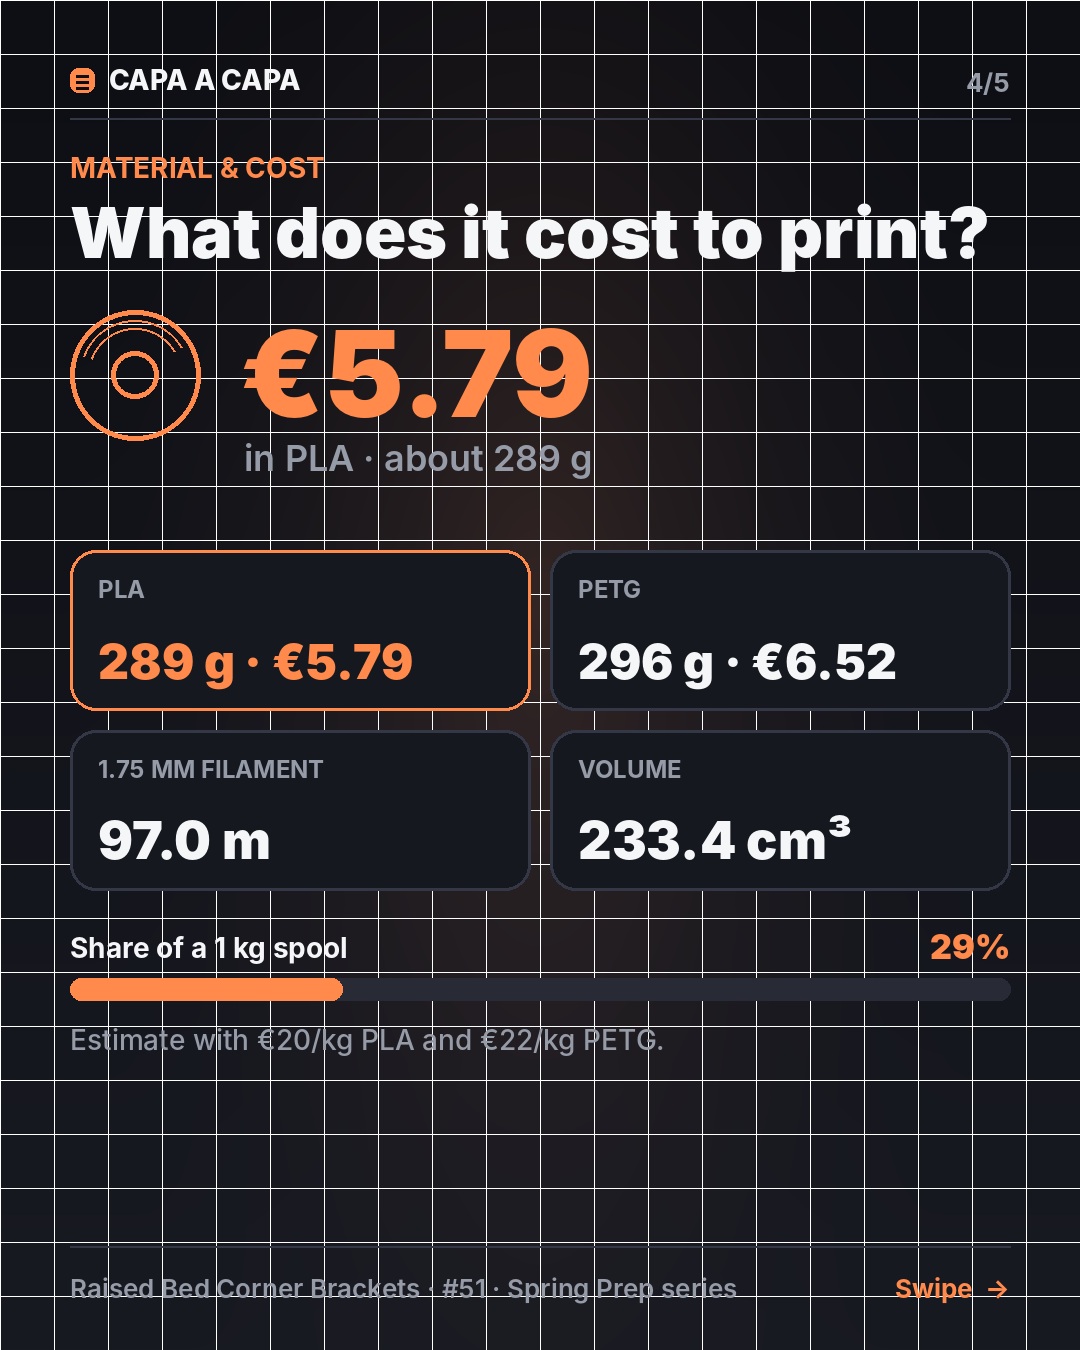 CAPA A CAPA
4/5
MATERIAL & COST
What does it cost to print?
€5.79
in PLA · about 289 g
PLA
289 g · €5.79
PETG
296 g · €6.52
1.75 MM FILAMENT
97.0 m
VOLUME
233.4 cm³
Share of a 1 kg spool
29%
Estimate with €20/kg PLA and €22/kg PETG.
Raised Bed Corner Brackets · #51 · Spring Prep series
Swipe →